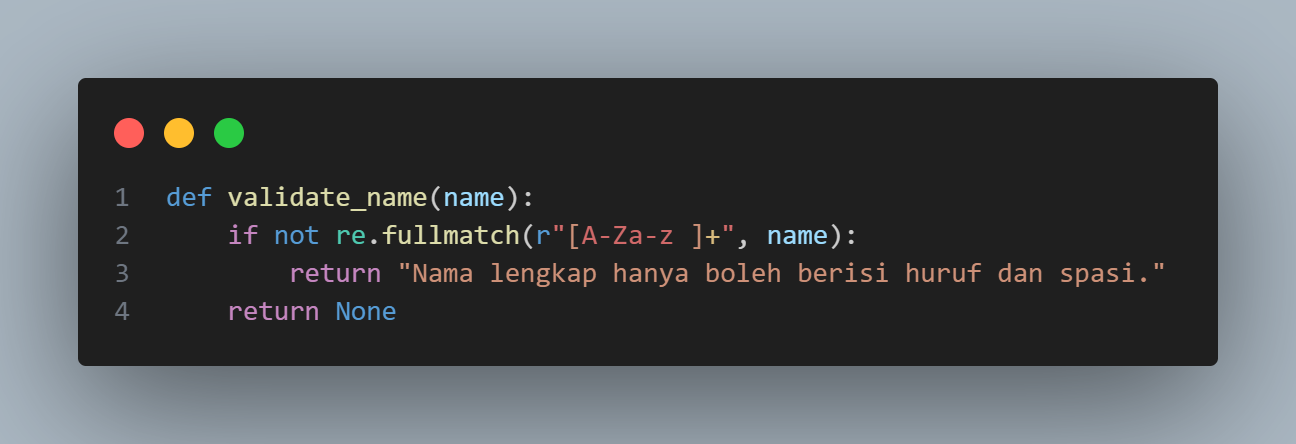 1 def validate_name(name):
2     if not re.fullmatch(r"[A-Za-z ]+", name):
3         return "Nama lengkap hanya boleh berisi huruf dan spasi."
4     return None